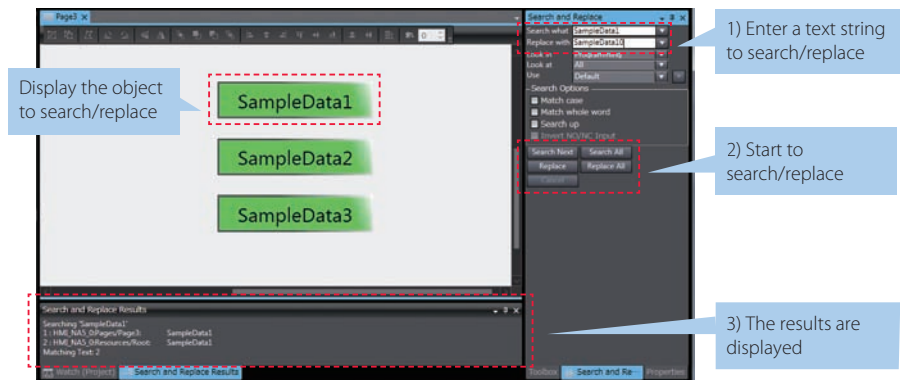 Page3 x
0
Search and Replace
Search what SampleData1
Replace with SampleData10
Look in Programming
Look at All
Use Default
Search Options
Match case
Match whole word
Search up
Invert NO/NC Input
Search Next Search All
Replace Replace All
Cancel
1) Enter a text string
to search/replace
Display the object
to search/replace
SampleData1
SampleData2
SampleData3
2) Start to
search/replace
Search and Replace Results
Searching 'SampleData1'
1 : HMI_NA5_0:Pages/Page3: SampleData1
2 : HMI_NA5_0:Resources/Root: SampleData1
Matching Text: 2
3) The results are
displayed
Watch (Project) Search and Replace Results
Toolbox Search and Re··· Properties